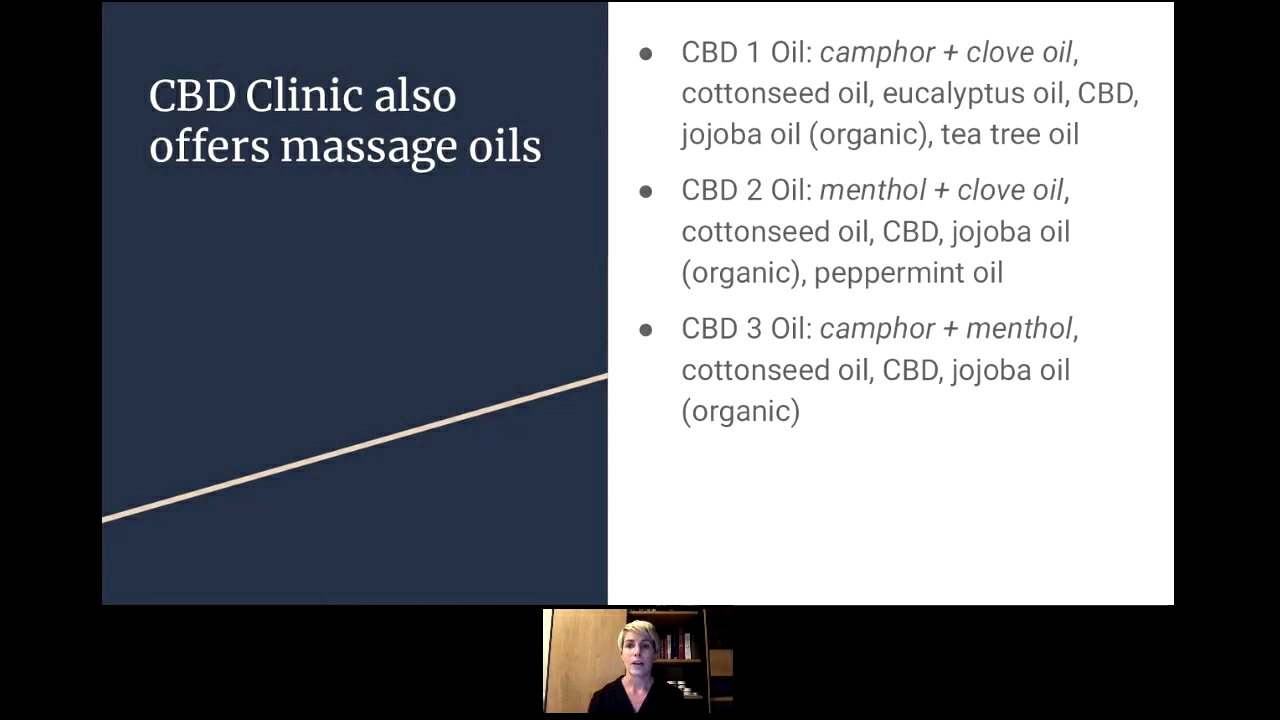 CBD Clinic also
offers massage oils
● CBD 1 Oil: camphor + clove oil,
cottonseed oil, eucalyptus oil, CBD,
jojoba oil (organic), tea tree oil
● CBD 2 Oil: menthol + clove oil,
cottonseed oil, CBD, jojoba oil
(organic), peppermint oil
● CBD 3 Oil: camphor + menthol,
cottonseed oil, CBD, jojoba oil
(organic)